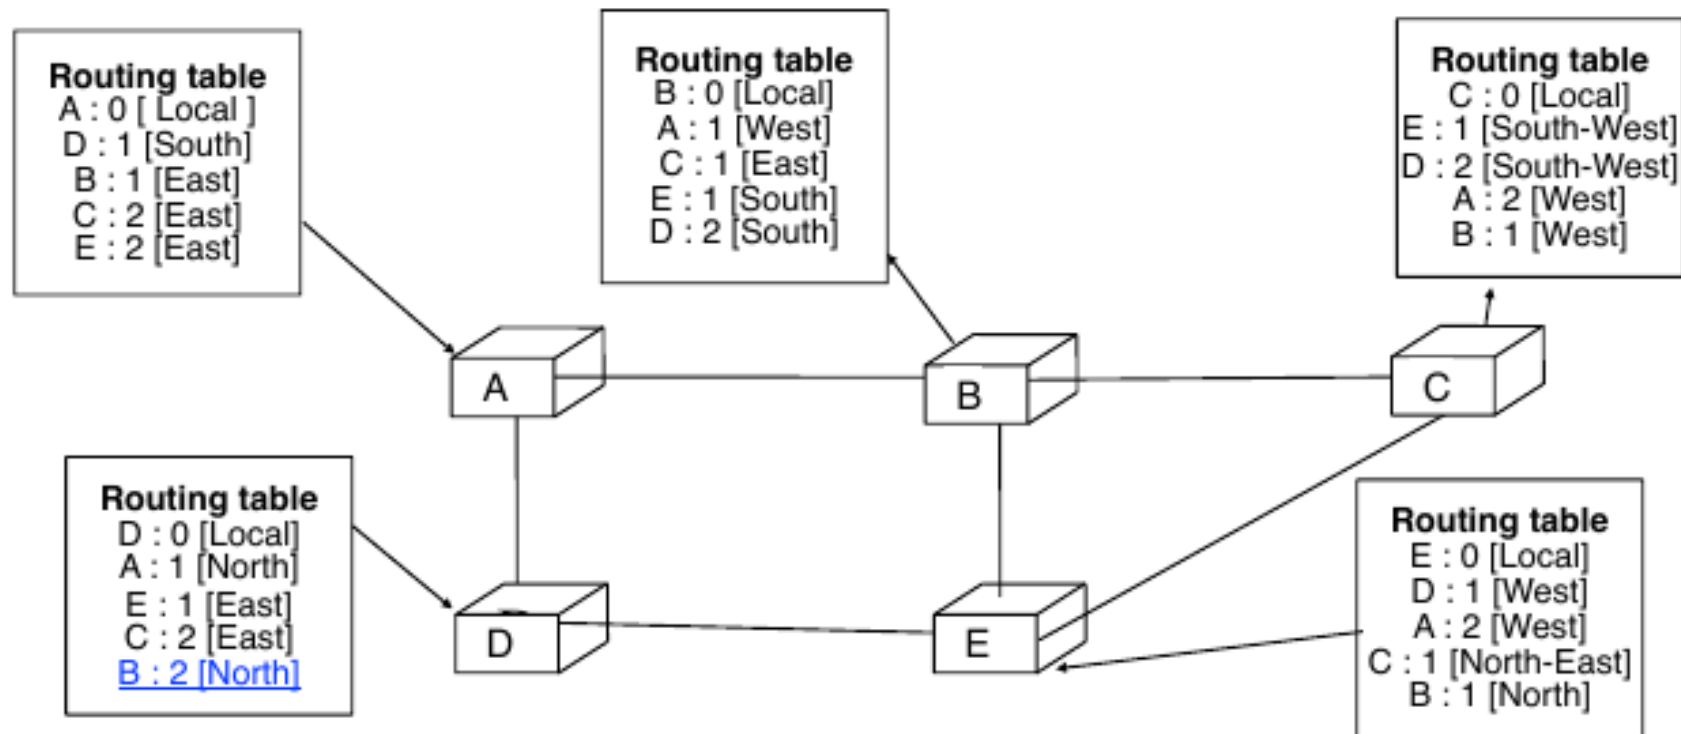 Routing table
A : 0 [ Local ]
D : 1 [South]
B : 1 [East]
C : 2 [East]
E : 2 [East]
Routing table
B : 0 [Local]
A : 1 [West]
C : 1 [East]
E : 1 [South]
D : 2 [South]
Routing table
C : 0 [Local]
E : 1 [South-West]
D : 2 [South-West]
A : 2 [West]
B : 1 [West]
A
B
C
Routing table
D : 0 [Local]
A : 1 [North]
E : 1 [East]
C : 2 [East]
B : 2 [North]
D
E
Routing table
E : 0 [Local]
D : 1 [West]
A : 2 [West]
C : 1 [North-East]
B : 1 [North]